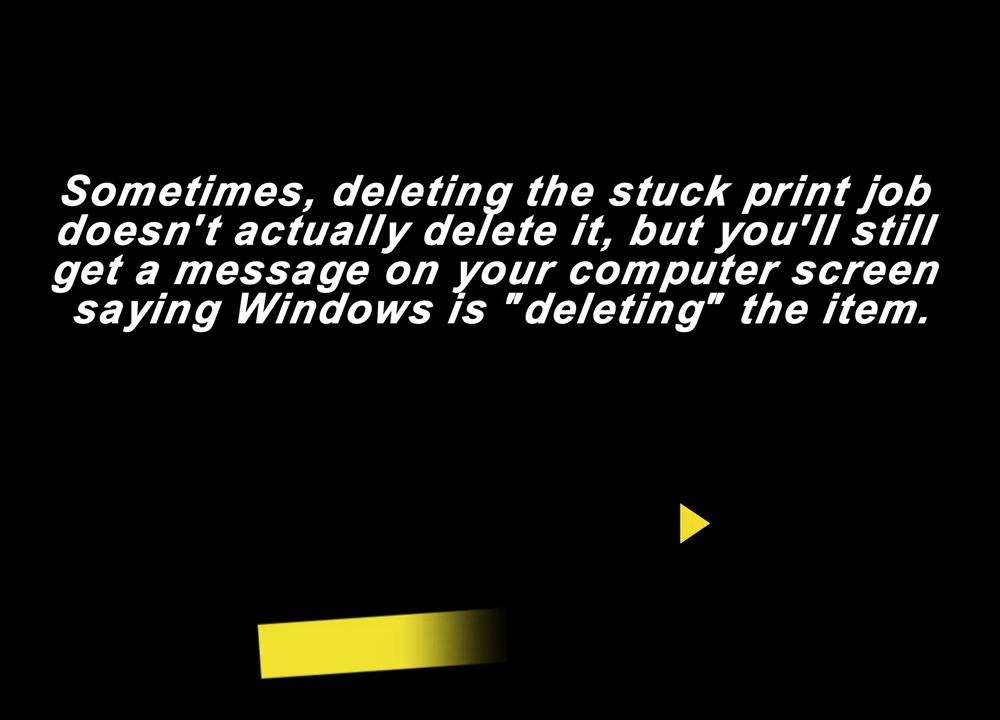 Sometimes, deleting the stuck print job
doesn't actually delete it, but you'll still
get a message on your computer screen
saying Windows is "deleting" the item.